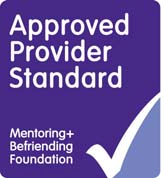 Approved
Provider
Standard
Mentoring+
Befriending
Foundation